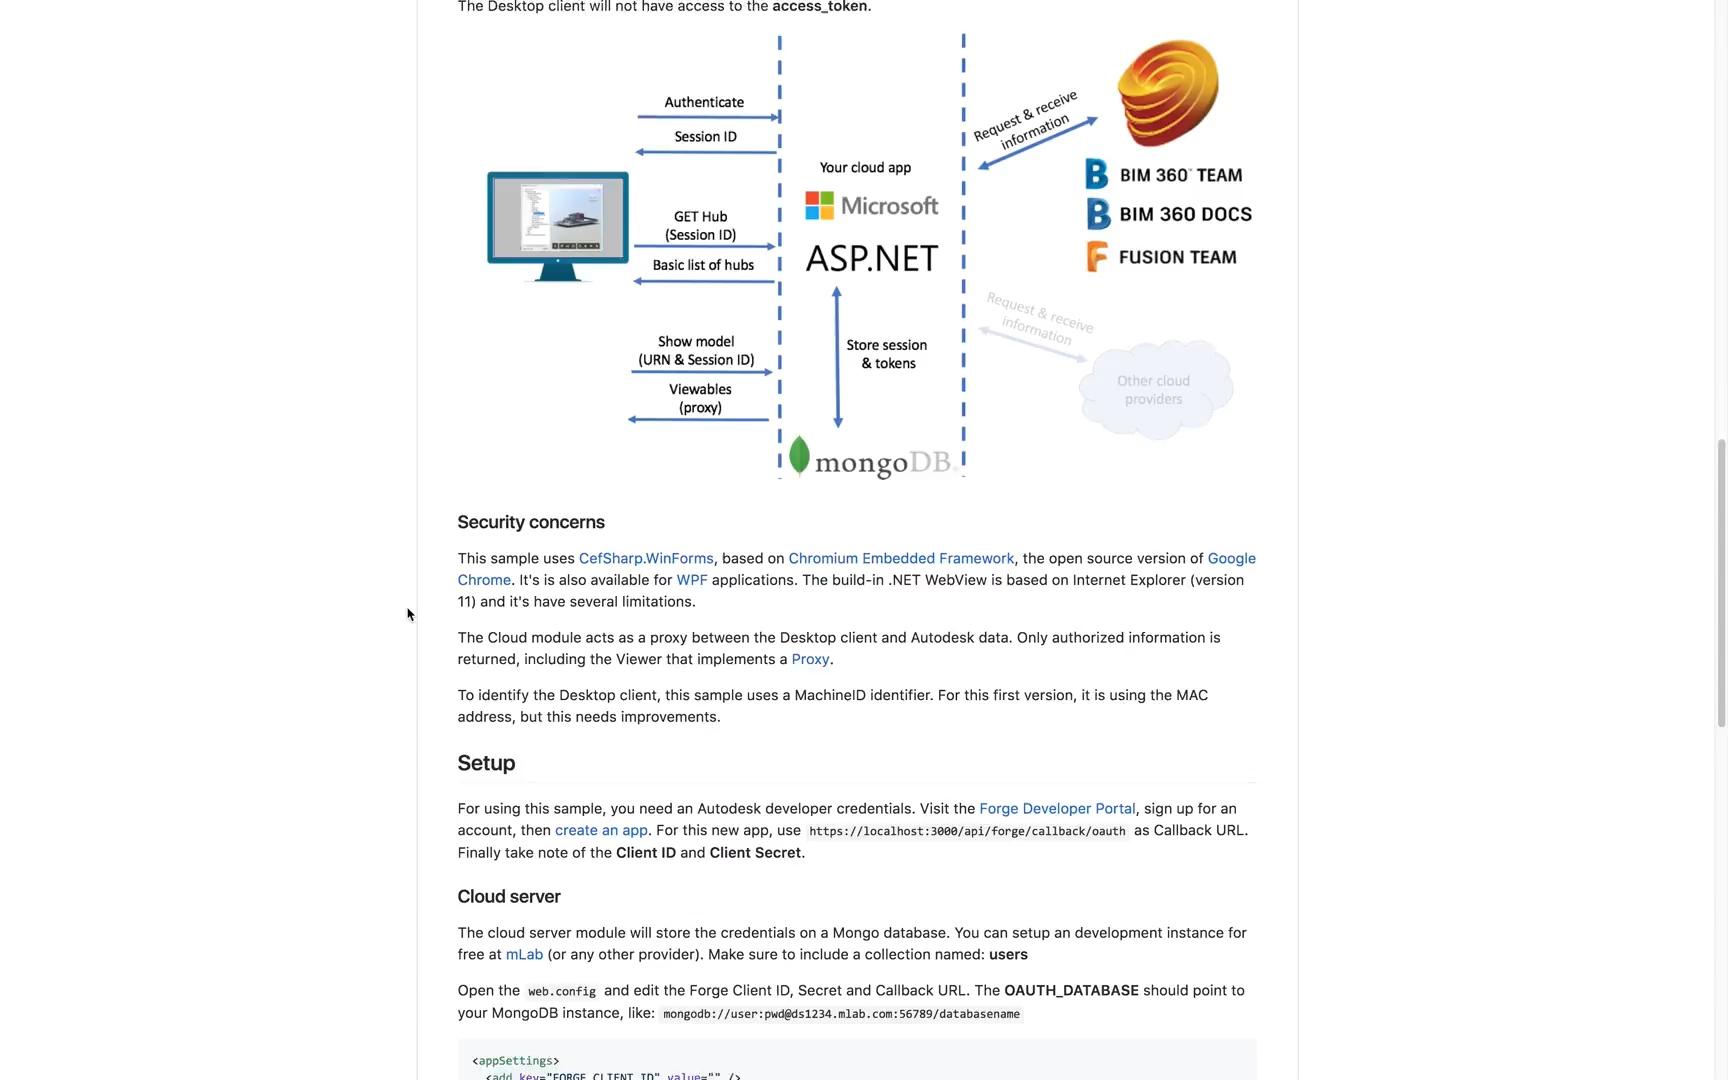 The Desktop client will not have access to the access_token.
Authenticate
Session ID
GET Hub
(Session ID)
Basic list of hubs
Show model
(URN & Session ID)
Viewables
(proxy)
Your cloud app
Microsoft
ASP.NET
Store session
& tokens
mongoDB.
Request & receive
information
BIM 360™ TEAM
BIM 360 DOCS
FUSION TEAM
Request & receive
information
Other cloud
providers
Security concerns
This sample uses CefSharp.WinForms, based on Chromium Embedded Framework, the open source version of Google
Chrome. It's is also available for WPF applications. The build-in .NET WebView is based on Internet Explorer (version
11) and it's have several limitations.
The Cloud module acts as a proxy between the Desktop client and Autodesk data. Only authorized information is
returned, including the Viewer that implements a Proxy.
To identify the Desktop client, this sample uses a MachineID identifier. For this first version, it is using the MAC
address, but this needs improvements.
Setup
For using this sample, you need an Autodesk developer credentials. Visit the Forge Developer Portal, sign up for an
account, then create an app. For this new app, use https://localhost:3000/api/forge/callback/oauth as Callback URL.
Finally take note of the Client ID and Client Secret.
Cloud server
The cloud server module will store the credentials on a Mongo database. You can setup an development instance for
free at mLab (or any other provider). Make sure to include a collection named: users
Open the web.config and edit the Forge Client ID, Secret and Callback URL. The OAUTH_DATABASE should point to
your MongoDB instance, like: mongodb://user:pwd@ds1234.mlab.com:56789/databasename
<appSettings>
<add key="FORGE_CLIENT_ID" value="" />